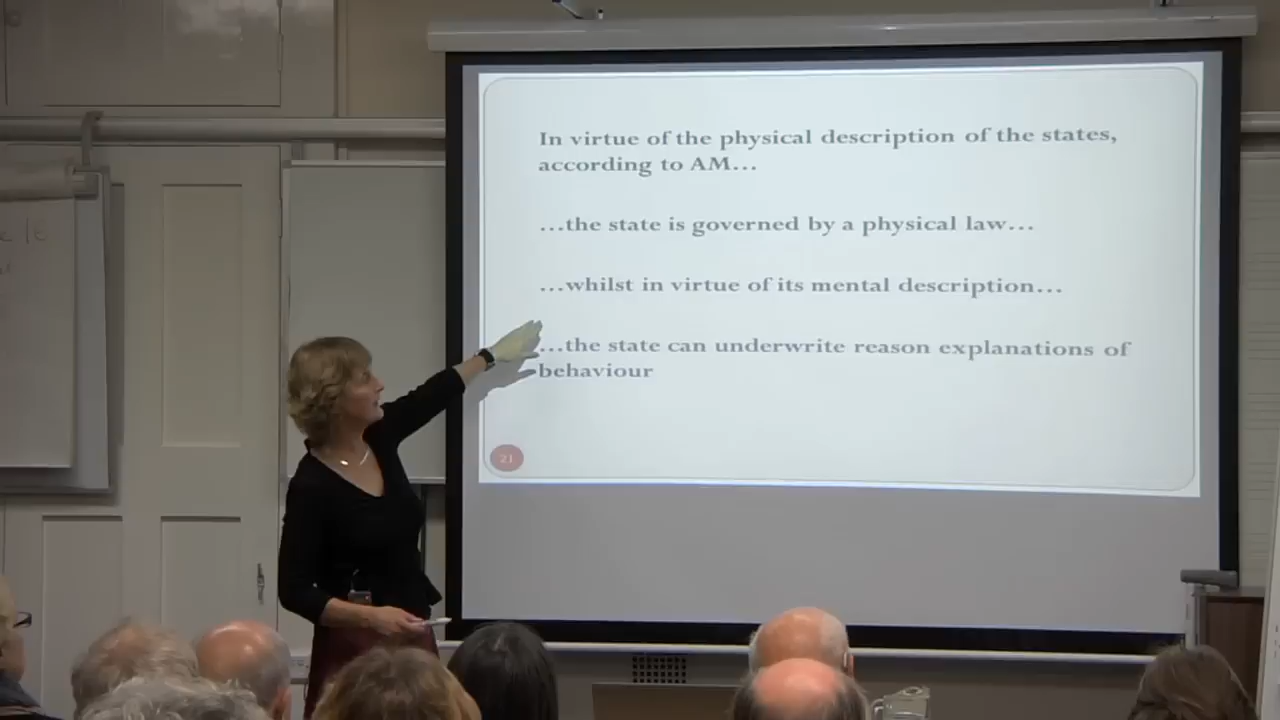 In virtue of the physical description of the states,
according to AM...
...the state is governed by a physical law...
...whilst in virtue of its mental description...
...the state can underwrite reason explanations of
behaviour
21